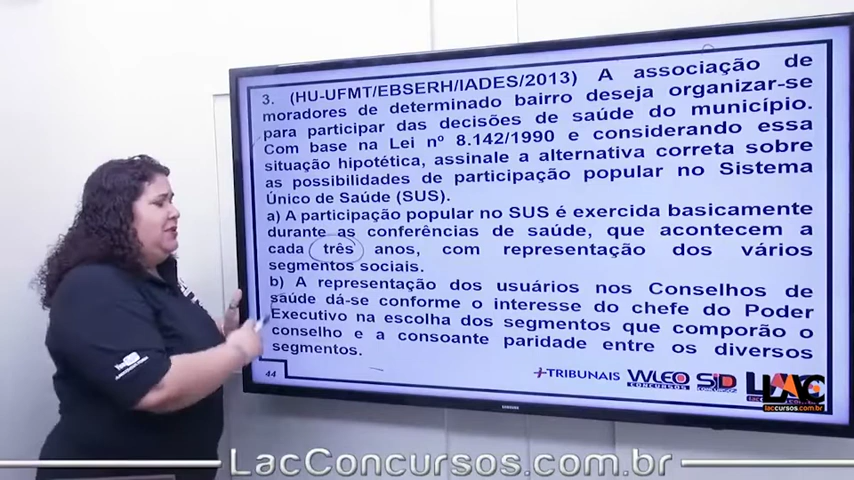 3. (HU-UFMT/EBSERH/IADES/2013) A associação de
moradores de determinado bairro deseja organizar-se
para participar das decisões de saúde do município.
Com base na Lei nº 8.142/1990 e considerando essa
situação hipotética, assinale a alternativa correta sobre
as possibilidades de participação popular no Sistema
Único de Saúde (SUS).
a) A participação popular no SUS é exercida basicamente
durante as conferências de saúde, que acontecem a
cada três anos, com representação dos vários
segmentos sociais.
b) A representação dos usuários nos Conselhos de
saúde dá-se conforme o interesse do chefe do Poder
Executivo na escolha dos segmentos que comporão o
conselho e a consoante paridade entre os diversos
segmentos.
44
+TRIBUNAIS
WLEO
CONCURSOS
SD
CONCURSOS
LAC
lacconcursos.com.br
SAMSUNG
You Tube
LacConcursos.com.br